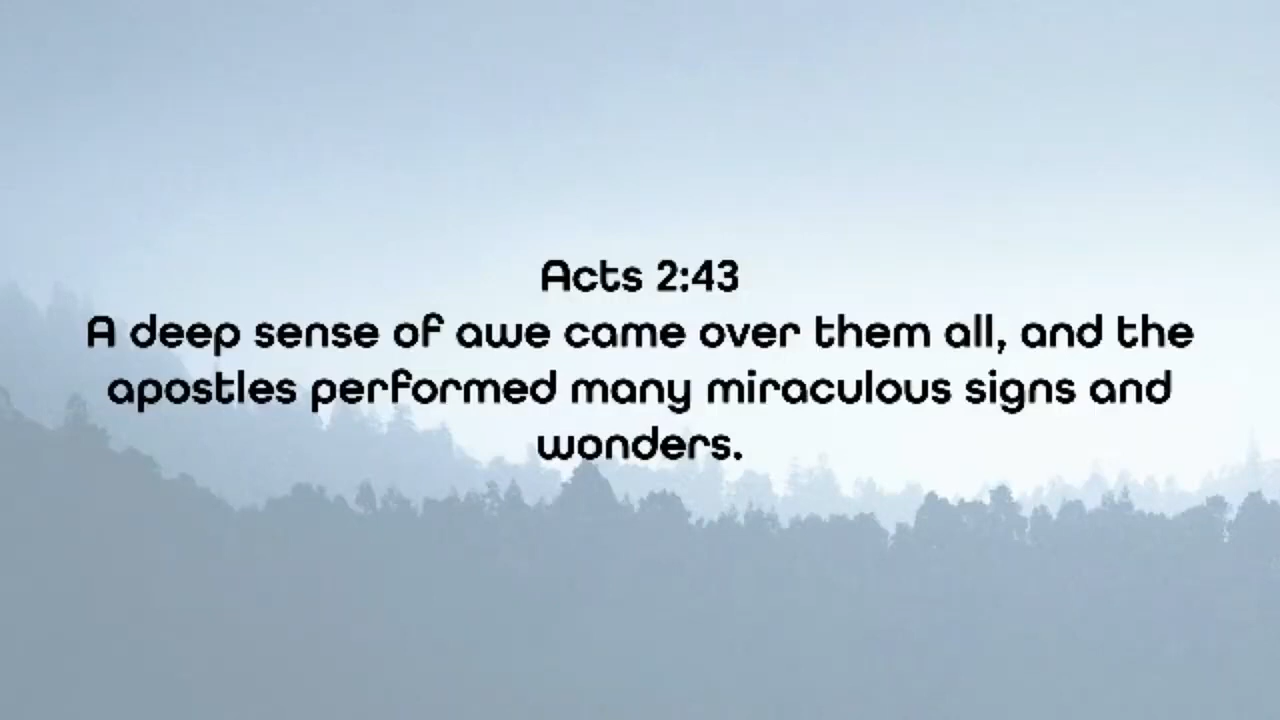 Acts 2:43
A deep sense of awe came over them all, and the
apostles performed many miraculous signs and
wonders.